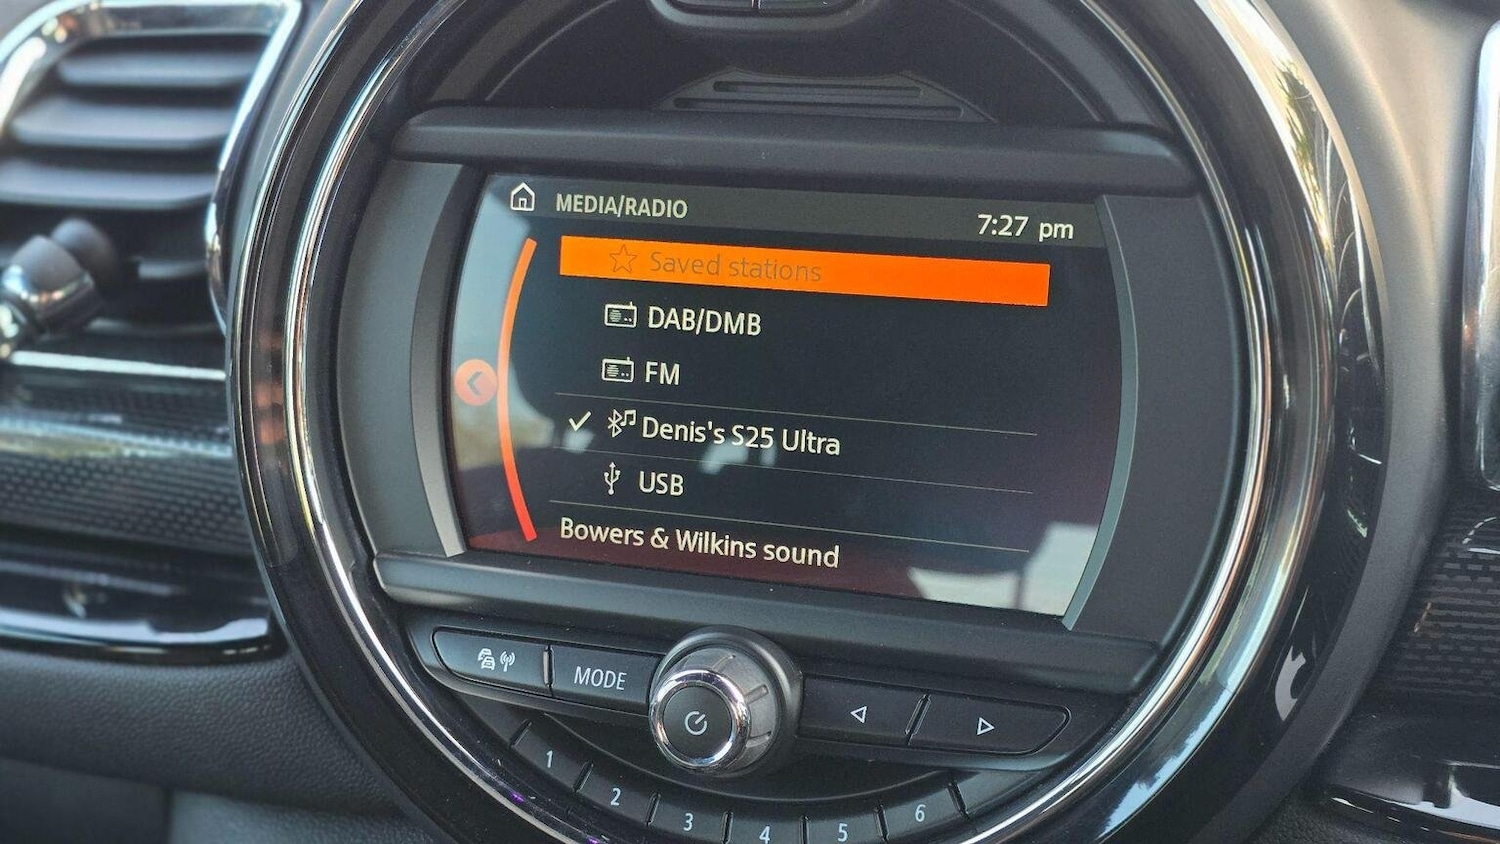 MEDIA/RADIO
7:27 pm
Saved stations
DAB/DMB
FM
Denis's S25 Ultra
USB
Bowers & Wilkins sound
MODE
1
2
3
4
5
6